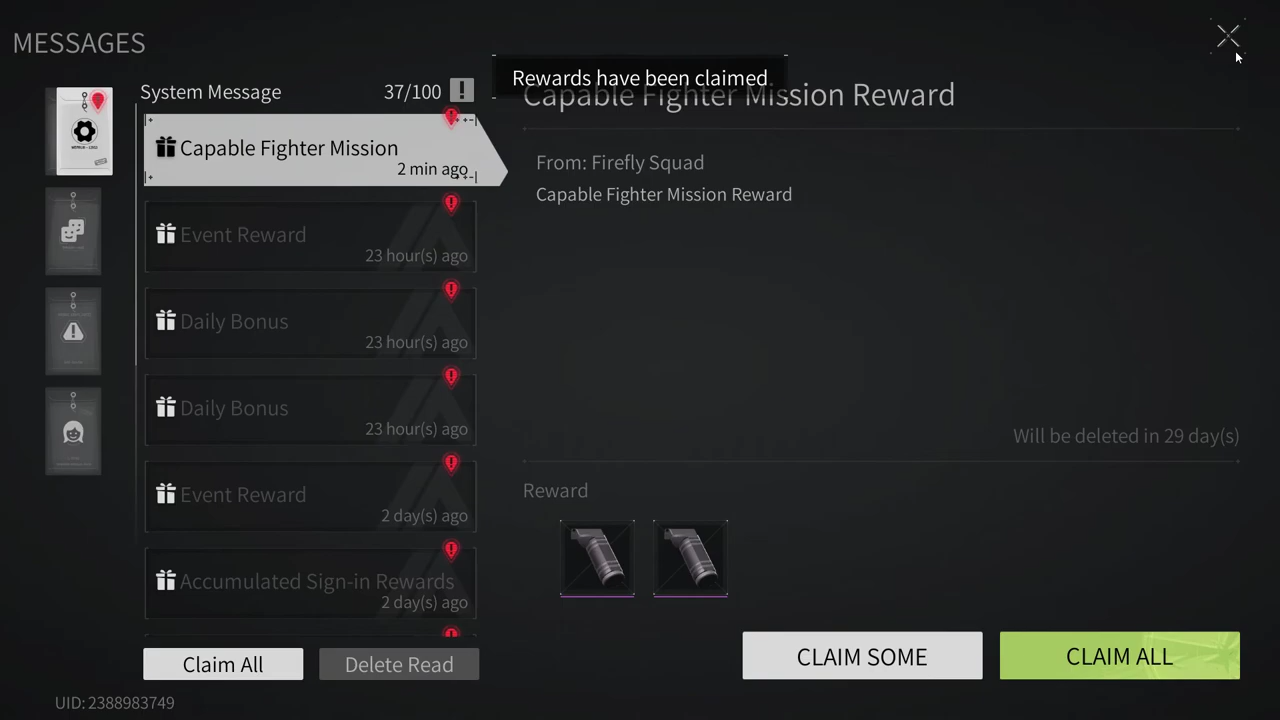 MESSAGES
System Message
37/100
Rewards have been claimed
Capable Fighter Mission Reward
Capable Fighter Mission
2 min ago
From: Firefly Squad
Capable Fighter Mission Reward
Event Reward
23 hour(s) ago
Daily Bonus
23 hour(s) ago
Daily Bonus
23 hour(s) ago
Will be deleted in 29 day(s)
Event Reward
2 day(s) ago
Reward
Accumulated Sign-in Rewards
2 day(s) ago
Claim All
Delete Read
CLAIM SOME
CLAIM ALL
UID: 2388983749